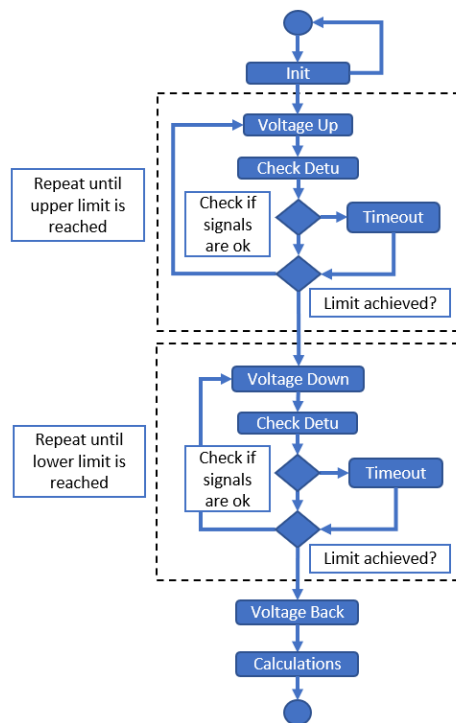 Init
Voltage Up
Check Detu
Repeat until
upper limit is
reached
Check if
signals
are ok
Timeout
Limit achieved?
Voltage Down
Check Detu
Repeat until
lower limit is
reached
Check if
signals
are ok
Timeout
Limit achieved?
Voltage Back
Calculations